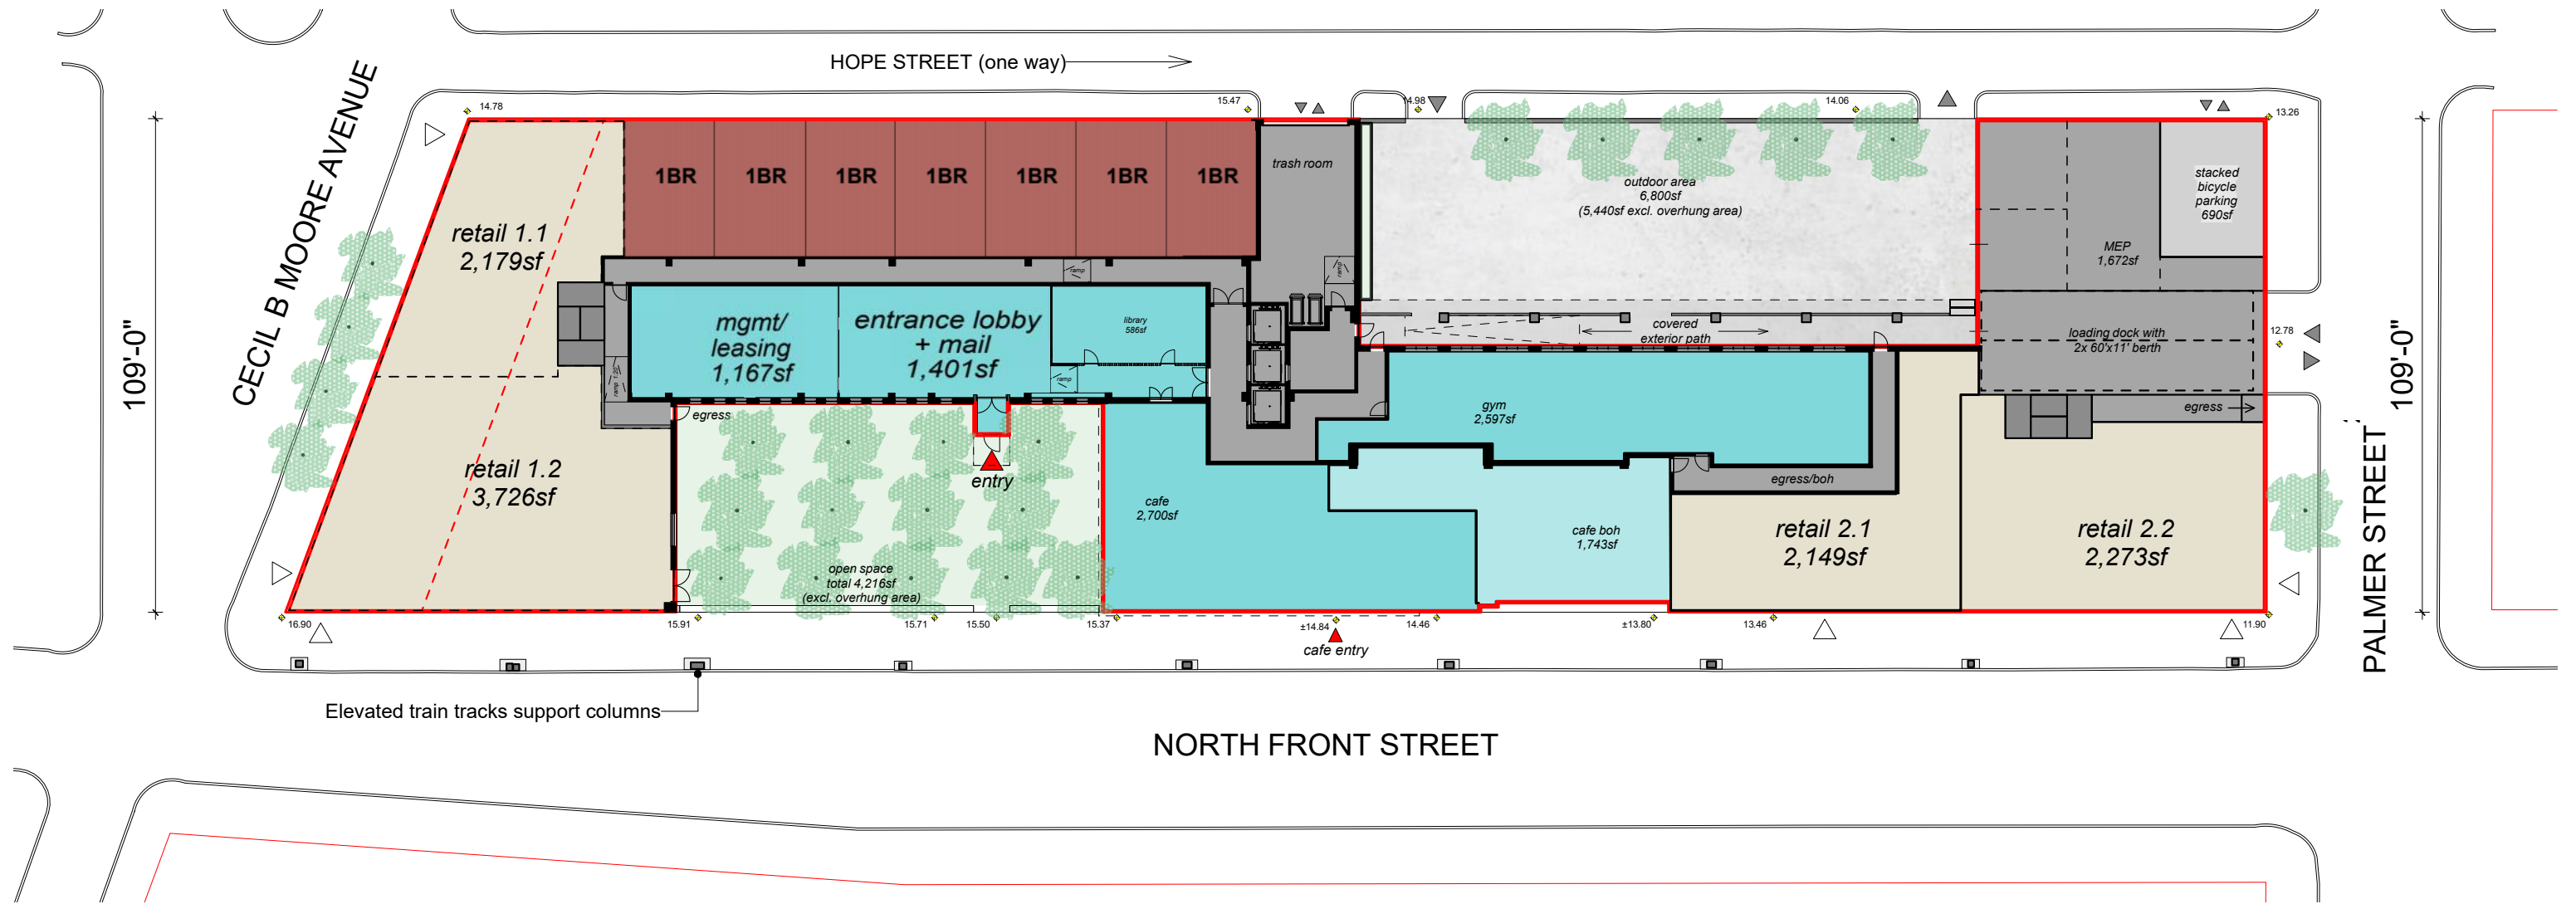 HOPE STREET (one way)
14.78
15.47
14.98
14.06
13.26
CECIL B MOORE AVENUE
109'-0"
retail 1.1
2,179sf
1BR
1BR
1BR
1BR
1BR
1BR
1BR
trash room
ramp
ramp
outdoor area
6,800sf
(5,440sf excl. overhung area)
stacked
bicycle
parking
690sf
MEP
1,672sf
mgmt/
leasing
1,167sf
entrance lobby
+ mail
1,401sf
library
586sf
ramp
covered
exterior path
loading dock with
2x 60'x11' berth
12.78
109'-0"
PALMER STREET
egress
egress
entry
gym
2,597sf
egress/boh
retail 1.2
3,726sf
cafe
2,700sf
cafe boh
1,743sf
retail 2.1
2,149sf
retail 2.2
2,273sf
open space
total 4,216sf
(excl. overhung area)
16.90
15.91
15.71
15.50
15.37
±14.84
14.46
±13.80
13.46
11.90
cafe entry
Elevated train tracks support columns
NORTH FRONT STREET